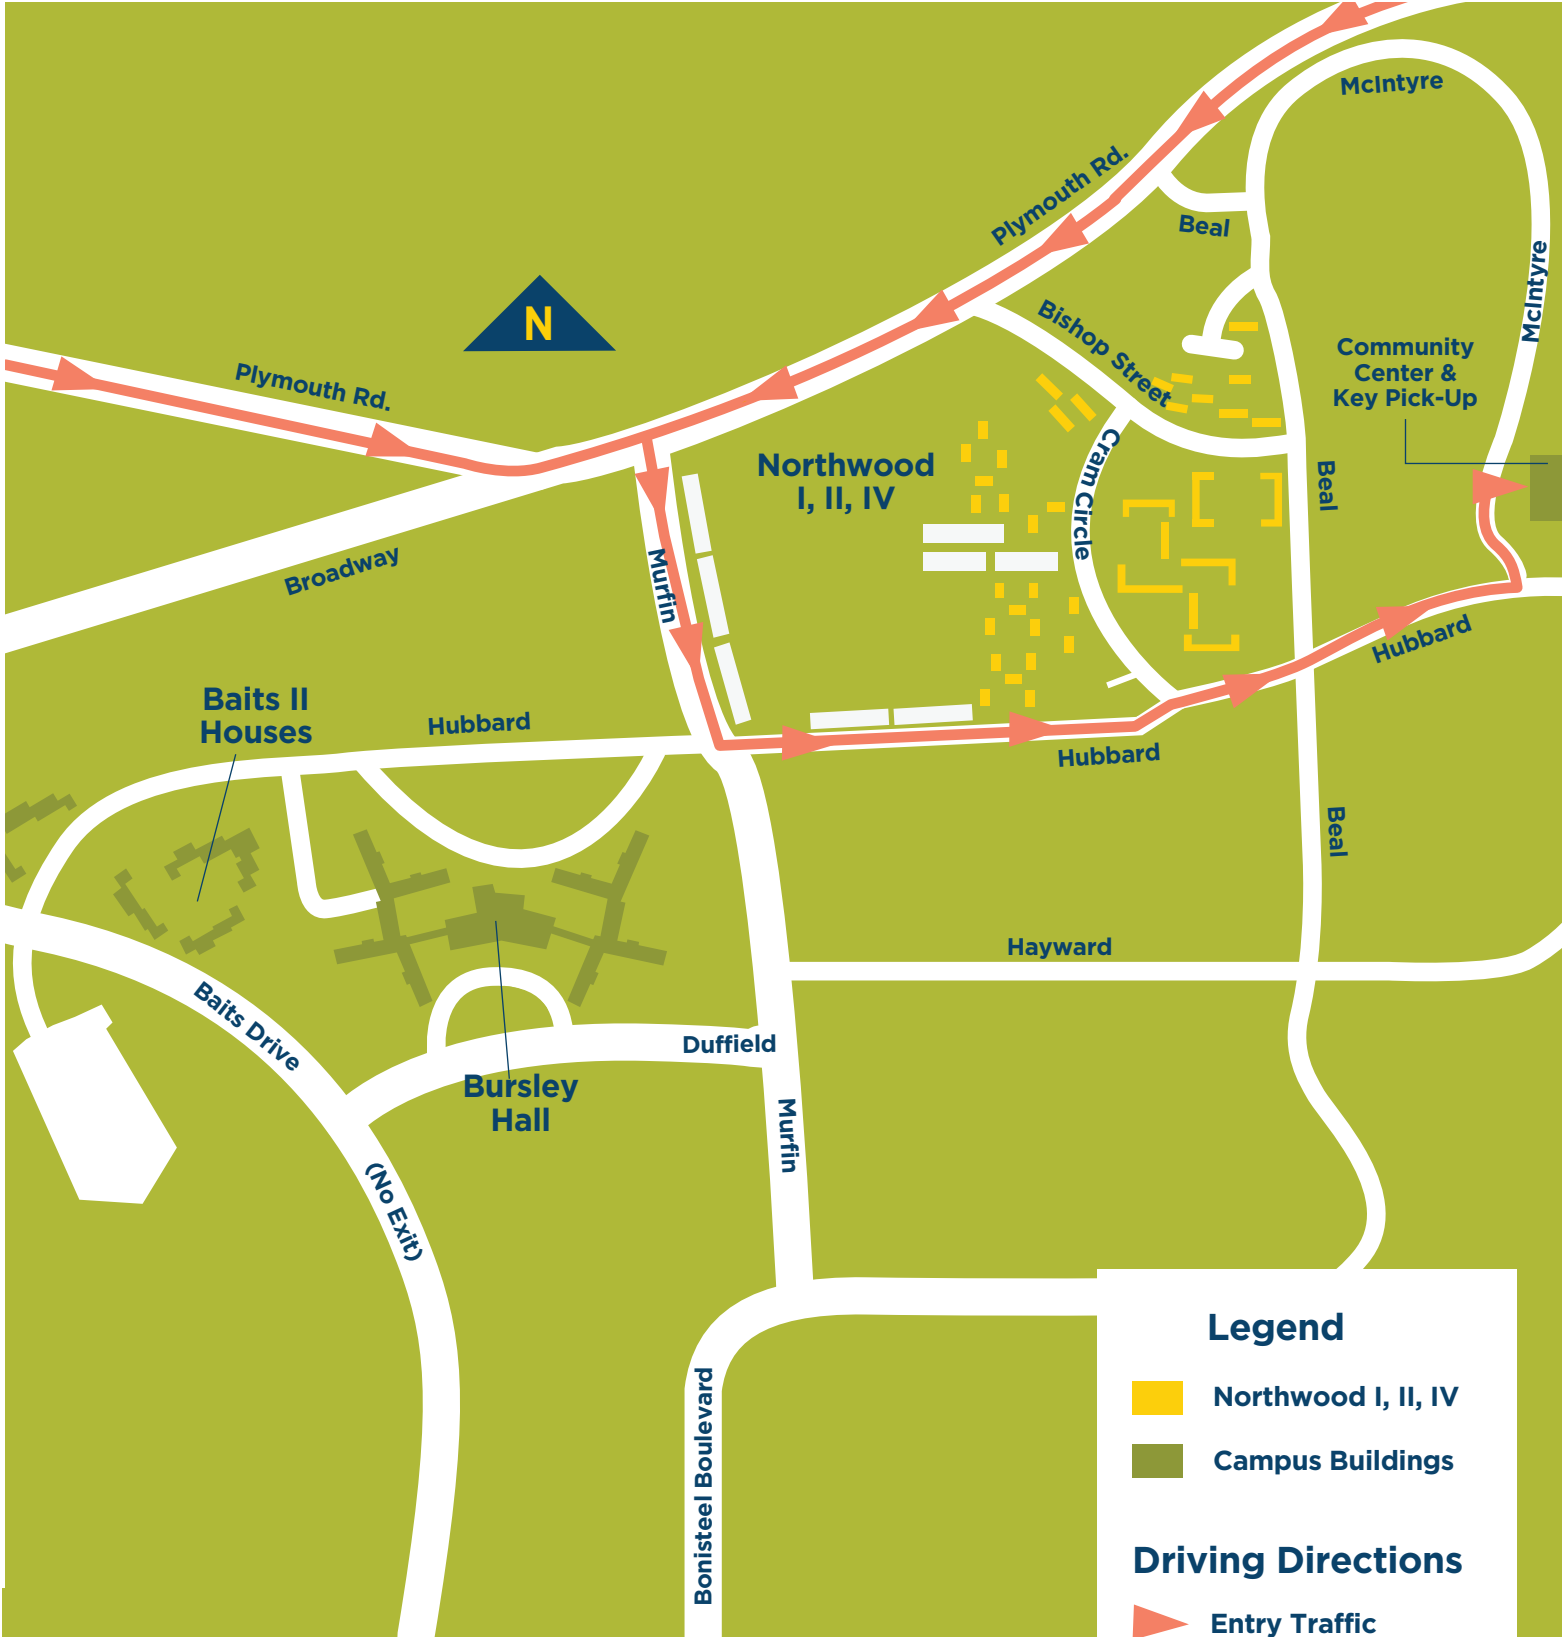 McIntyre
Plymouth Rd.
Beal
McIntyre
N
Bishop Street
Community
Center &
Key Pick-Up
Plymouth Rd.
Cram Circle
Northwood
I, II, IV
Beal
Broadway
Murfin
Hubbard
Baits II
Houses
Hubbard
Hubbard
Beal
Hayward
Baits Drive
Duffield
Bursley
Hall
Murfin
(No Exit)
Legend
Northwood I, II, IV
Campus Buildings
Bonisteel Boulevard
Driving Directions
Entry Traffic